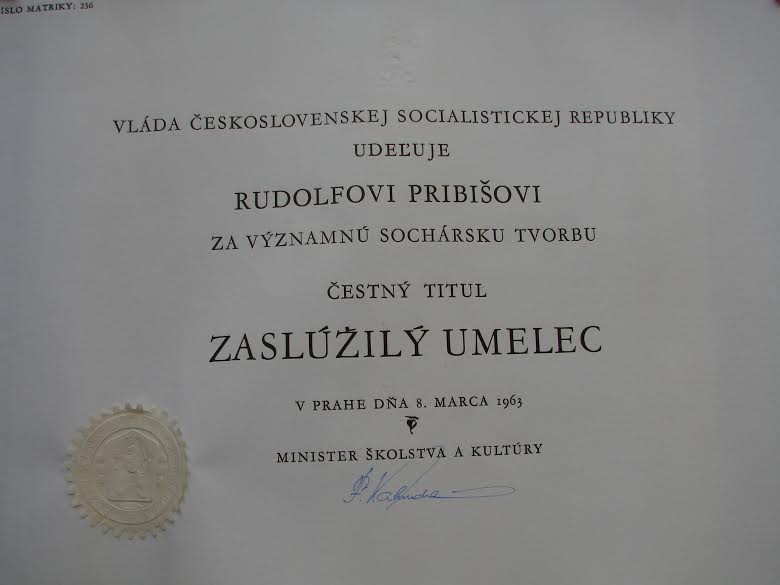 ISLO MATRIKY: 236
VLÁDA ČESKOSLOVENSKEJ SOCIALISTICKEJ REPUBLIKY
UDEĽUJE
RUDOLFOVI PRIBIŠOVI
ZA VÝZNAMNÚ SOCHÁRSKU TVORBU
ČESTNÝ TITUL
ZASLÚŽILÝ UMELEC
V PRAHE DŇA 8. MARCA 1963
MINISTER ŠKOLSTVA A KULTÚRY